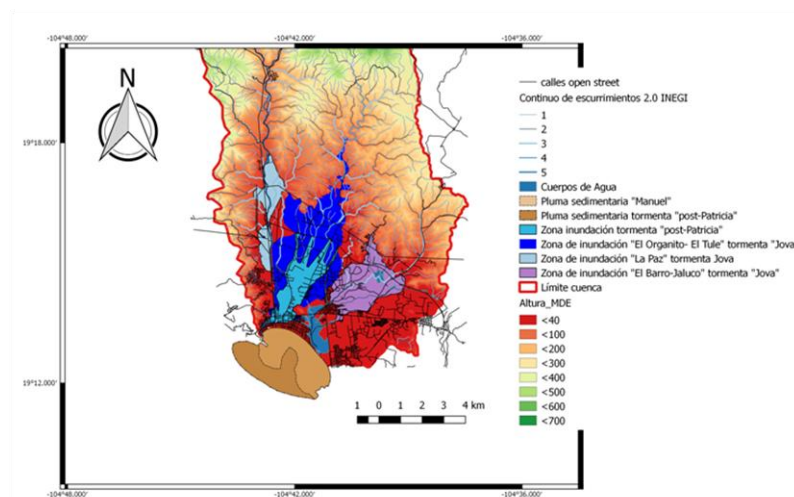 -104°48.000' -104°42.000' -104°36.000'
N
19°18.000'
19°12.000'
calles open street
Continuo de escurrimientos 2.0 INEGI
1
2
3
4
5
Cuerpos de Agua
Pluma sedimentaria "Manuel"
Pluma sedimentaria tormenta "post-Patricia"
Zona inundación tormenta "post-Patricia"
Zona de inundación "El Organito- El Tule" tormenta "Jova
Zona de inundación "La Paz" tormenta Jova
Zona de inundación "El Barro-Jaluco" tormenta "Jova"
Límite cuenca
Altura_MDE
<40
<100
<200
<300
<400
<500
<600
<700
1 0 1 2 3 4 km
-104°48.000' -104°42.000' -104°36.000'